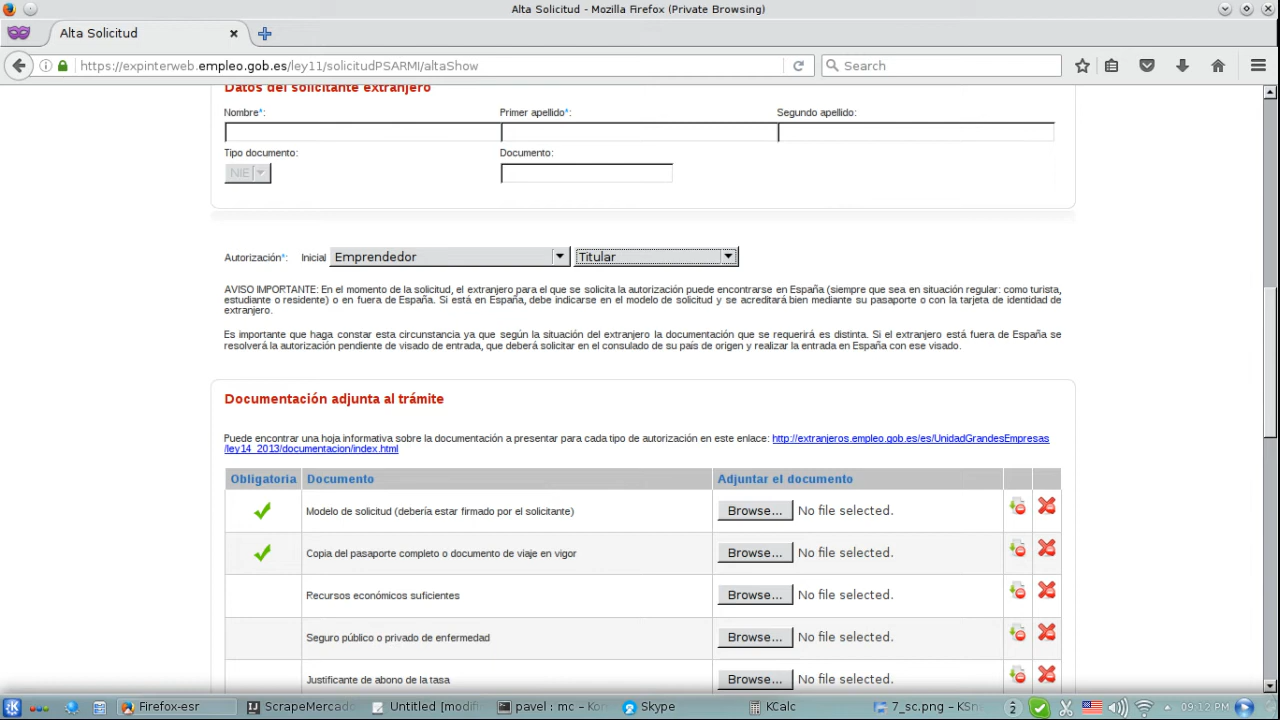 Alta Solicitud - Mozilla Firefox (Private Browsing)
Alta Solicitud
https://expinterweb.empleo.gob.es/ley11/solicitudPSARMI/altaShow
Search
Datos del solicitante extranjero
Nombre*:
Primer apellido*:
Segundo apellido:
Tipo documento:
Documento:
NIE
Autorización*: Inicial Emprendedor Titular
AVISO IMPORTANTE: En el momento de la solicitud, el extranjero para el que se solicita la autorización puede encontrarse en España (siempre que sea en situación regular: como turista,
estudiante o residente) o en fuera de España. Si está en España, debe indicarse en el modelo de solicitud y se acreditará bien mediante su pasaporte o con la tarjeta de identidad de
extranjero.
Es importante que haga constar esta circunstancia ya que según la situación del extranjero la documentación que se requerirá es distinta. Si el extranjero está fuera de España se
resolverá la autorización pendiente de visado de entrada, que deberá solicitar en el consulado de su país de origen y realizar la entrada en España con ese visado.
Documentación adjunta al trámite
Puede encontrar una hoja informativa sobre la documentación a presentar para cada tipo de autorización en este enlace: http://extranjeros.empleo.gob.es/es/UnidadGrandesEmpresas
/ley14_2013/documentacion/index.html
Obligatoria Documento Adjuntar el documento
Modelo de solicitud (debería estar firmado por el solicitante) Browse... No file selected.
Copia del pasaporte completo o documento de viaje en vigor Browse... No file selected.
Recursos económicos suficientes Browse... No file selected.
Seguro público o privado de enfermedad Browse... No file selected.
Justificante de abono de la tasa Browse... No file selected.
Firefox-esr ScrapeMercad Untitled [modif pavel : mc – Kon Skype KCalc 7_sc.png – KSn 2 09:12 PM